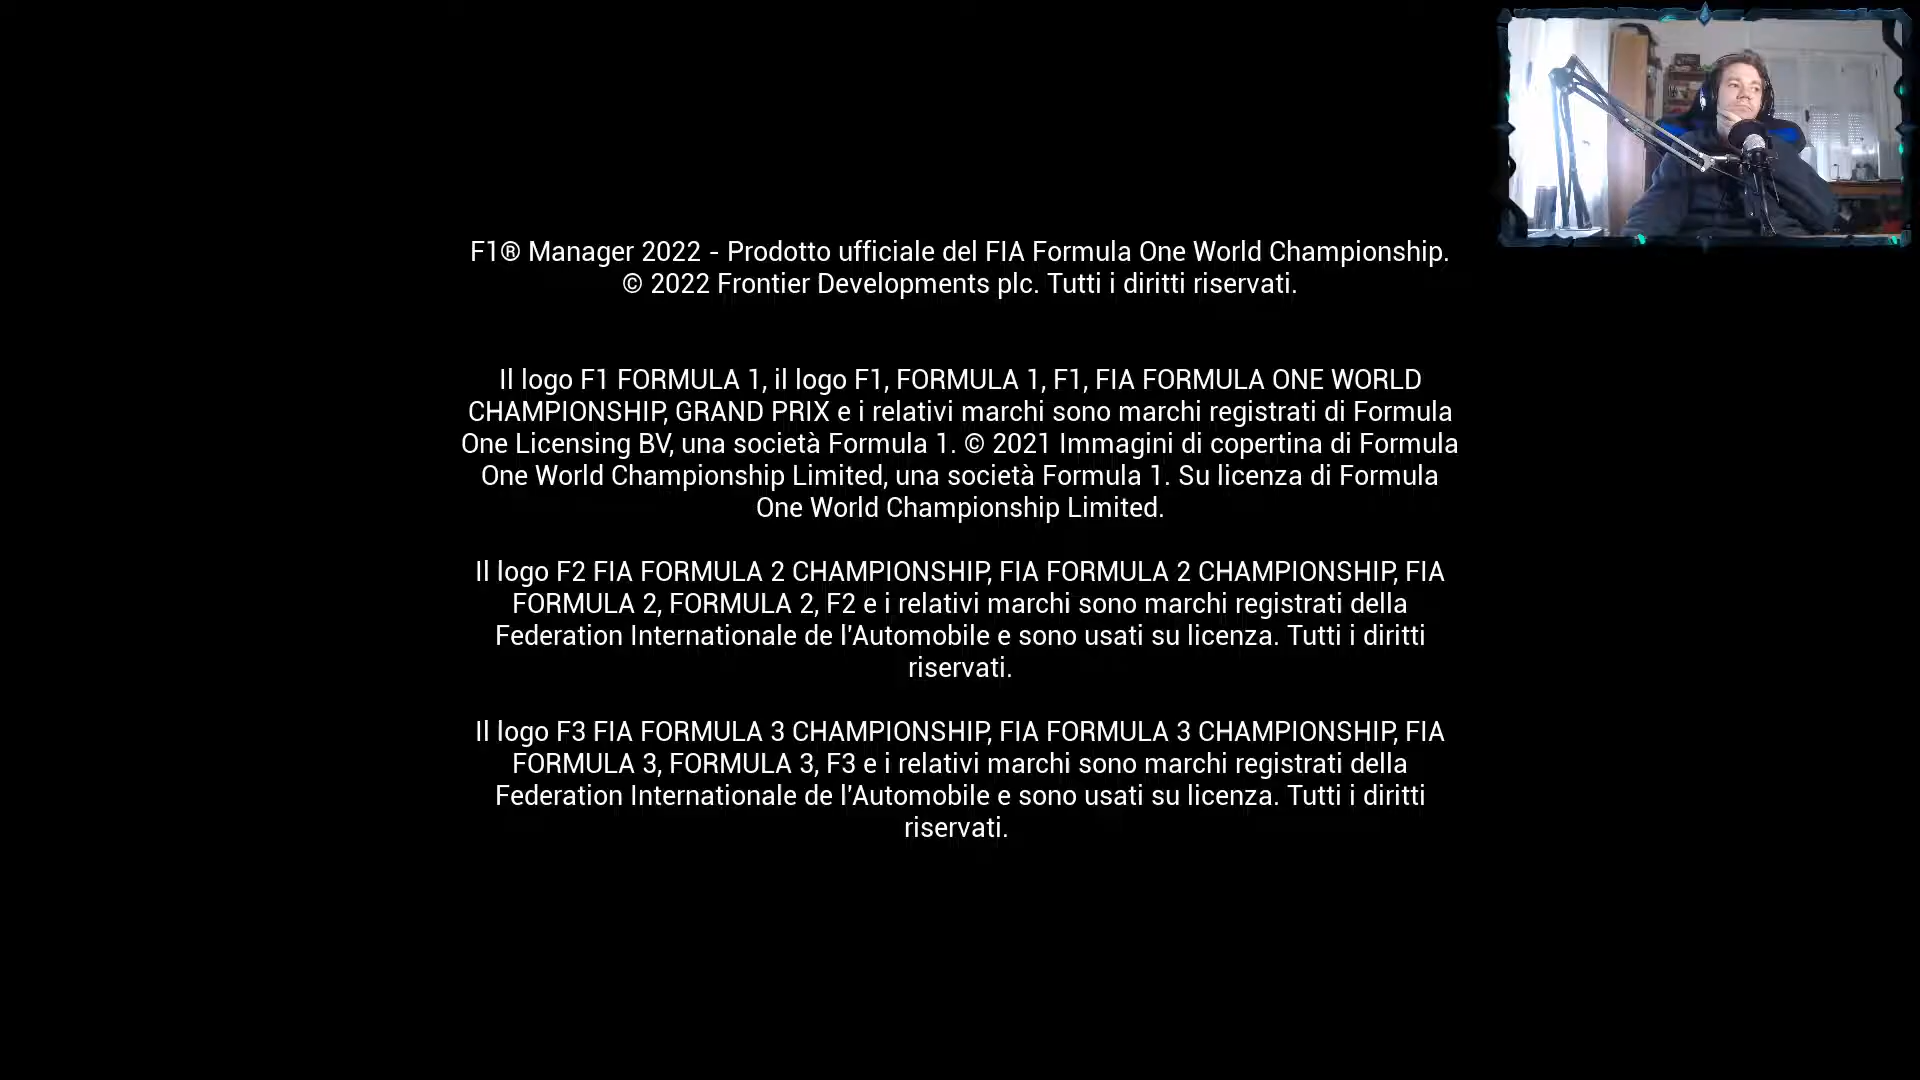 F1® Manager 2022 - Prodotto ufficiale del FIA Formula One World Championship.
© 2022 Frontier Developments plc. Tutti i diritti riservati.
Il logo F1 FORMULA 1, il logo F1, FORMULA 1, F1, FIA FORMULA ONE WORLD
CHAMPIONSHIP, GRAND PRIX e i relativi marchi sono marchi registrati di Formula
One Licensing BV, una società Formula 1. © 2021 Immagini di copertina di Formula
One World Championship Limited, una società Formula 1. Su licenza di Formula
One World Championship Limited.
Il logo F2 FIA FORMULA 2 CHAMPIONSHIP, FIA FORMULA 2 CHAMPIONSHIP, FIA
FORMULA 2, FORMULA 2, F2 e i relativi marchi sono marchi registrati della
Federation Internationale de l'Automobile e sono usati su licenza. Tutti i diritti
riservati.
Il logo F3 FIA FORMULA 3 CHAMPIONSHIP, FIA FORMULA 3 CHAMPIONSHIP, FIA
FORMULA 3, FORMULA 3, F3 e i relativi marchi sono marchi registrati della
Federation Internationale de l'Automobile e sono usati su licenza. Tutti i diritti
riservati.